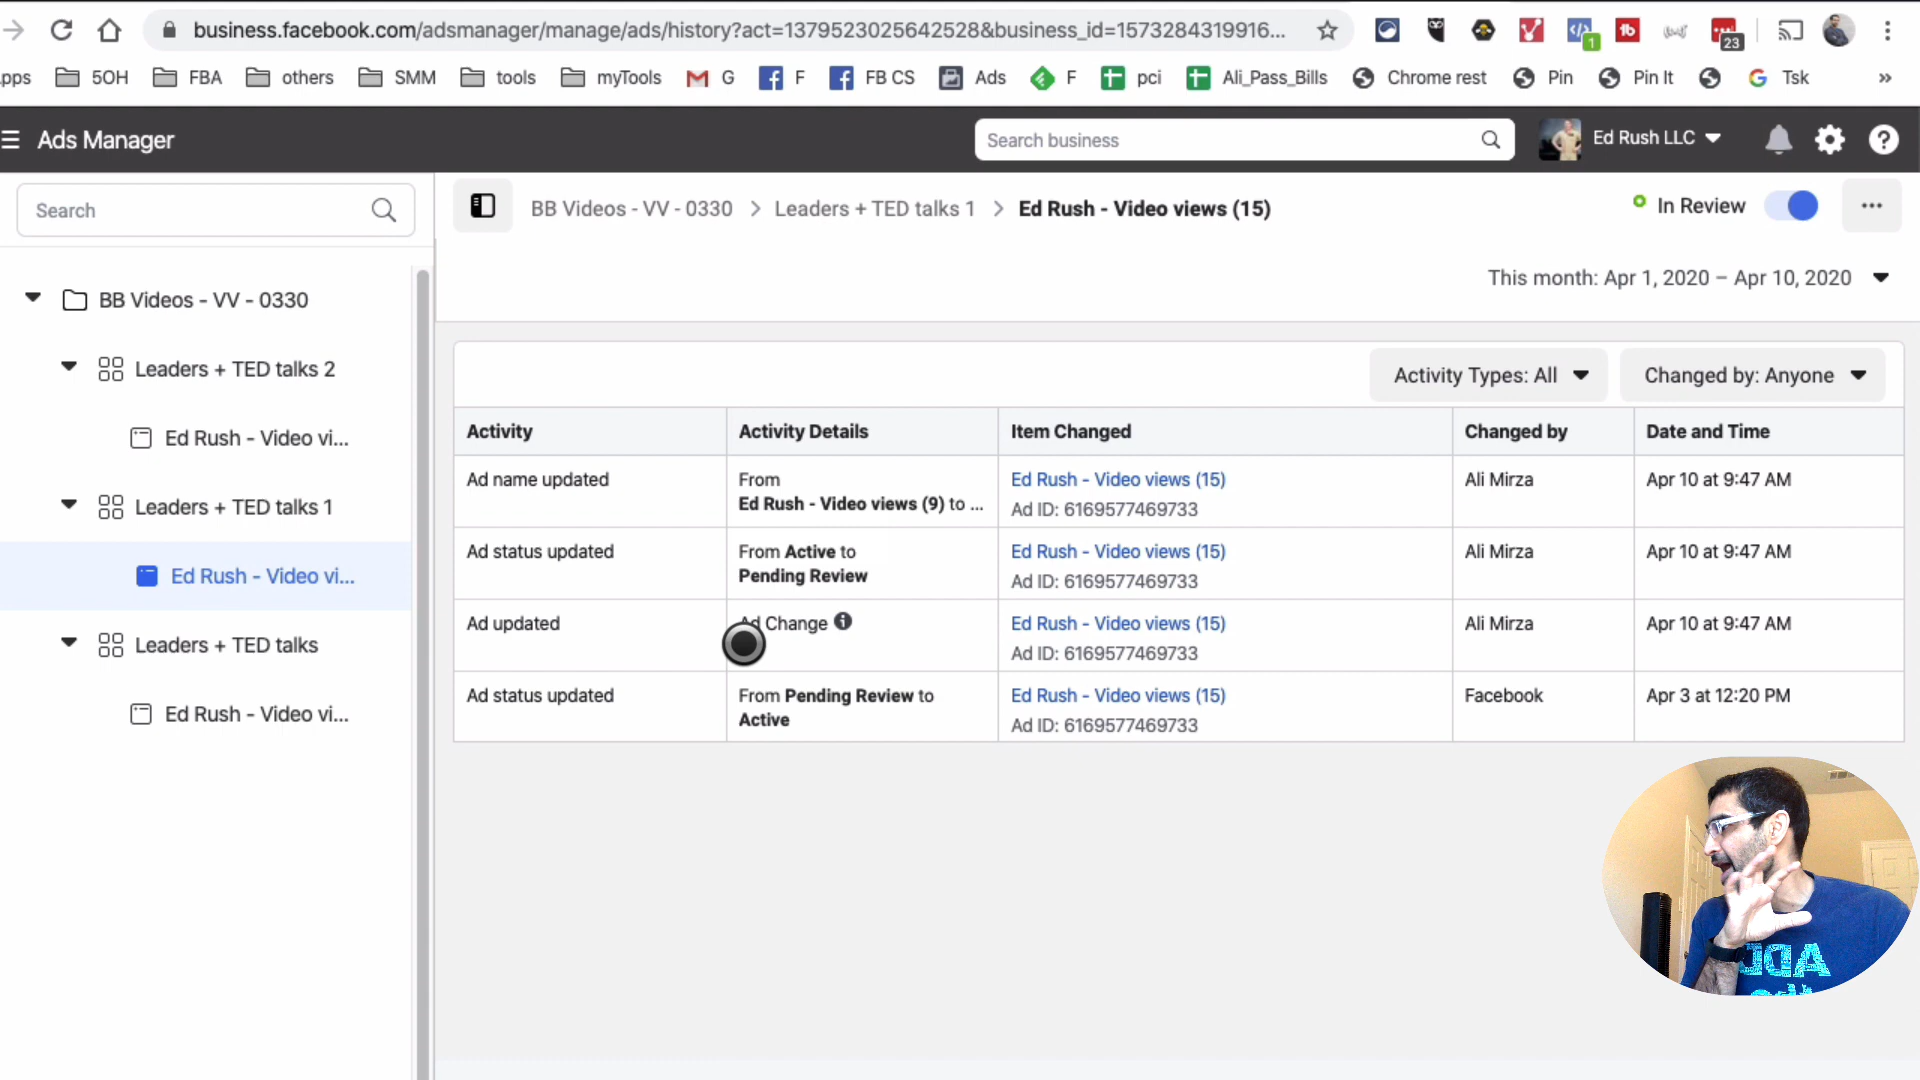 business.facebook.com/adsmanager/manage/ads/history?act=1379523025642528&business_id=1573284319916...
1
23
pps
5OH
FBA
others
SMM
tools
myTools
G
F
FB CS
Ads
F
pci
Ali_Pass_Bills
Chrome rest
Pin
Pin It
Tsk
»
Ads Manager
Search business
Ed Rush LLC
Search
BB Videos - VV - 0330 > Leaders + TED talks 1 > Ed Rush - Video views (15)
In Review
...
This month: Apr 1, 2020 – Apr 10, 2020
BB Videos - VV - 0330
Leaders + TED talks 2
Ed Rush - Video vi...
Leaders + TED talks 1
Ed Rush - Video vi...
Leaders + TED talks
Ed Rush - Video vi...
Activity Types: All
Changed by: Anyone
Activity
Activity Details
Item Changed
Changed by
Date and Time
Ad name updated
From
Ed Rush - Video views (9) to ...
Ed Rush - Video views (15)
Ad ID: 6169577469733
Ali Mirza
Apr 10 at 9:47 AM
Ad status updated
From Active to
Pending Review
Ed Rush - Video views (15)
Ad ID: 6169577469733
Ali Mirza
Apr 10 at 9:47 AM
Ad updated
Ad Change
Ed Rush - Video views (15)
Ad ID: 6169577469733
Ali Mirza
Apr 10 at 9:47 AM
Ad status updated
From Pending Review to
Active
Ed Rush - Video views (15)
Ad ID: 6169577469733
Facebook
Apr 3 at 12:20 PM